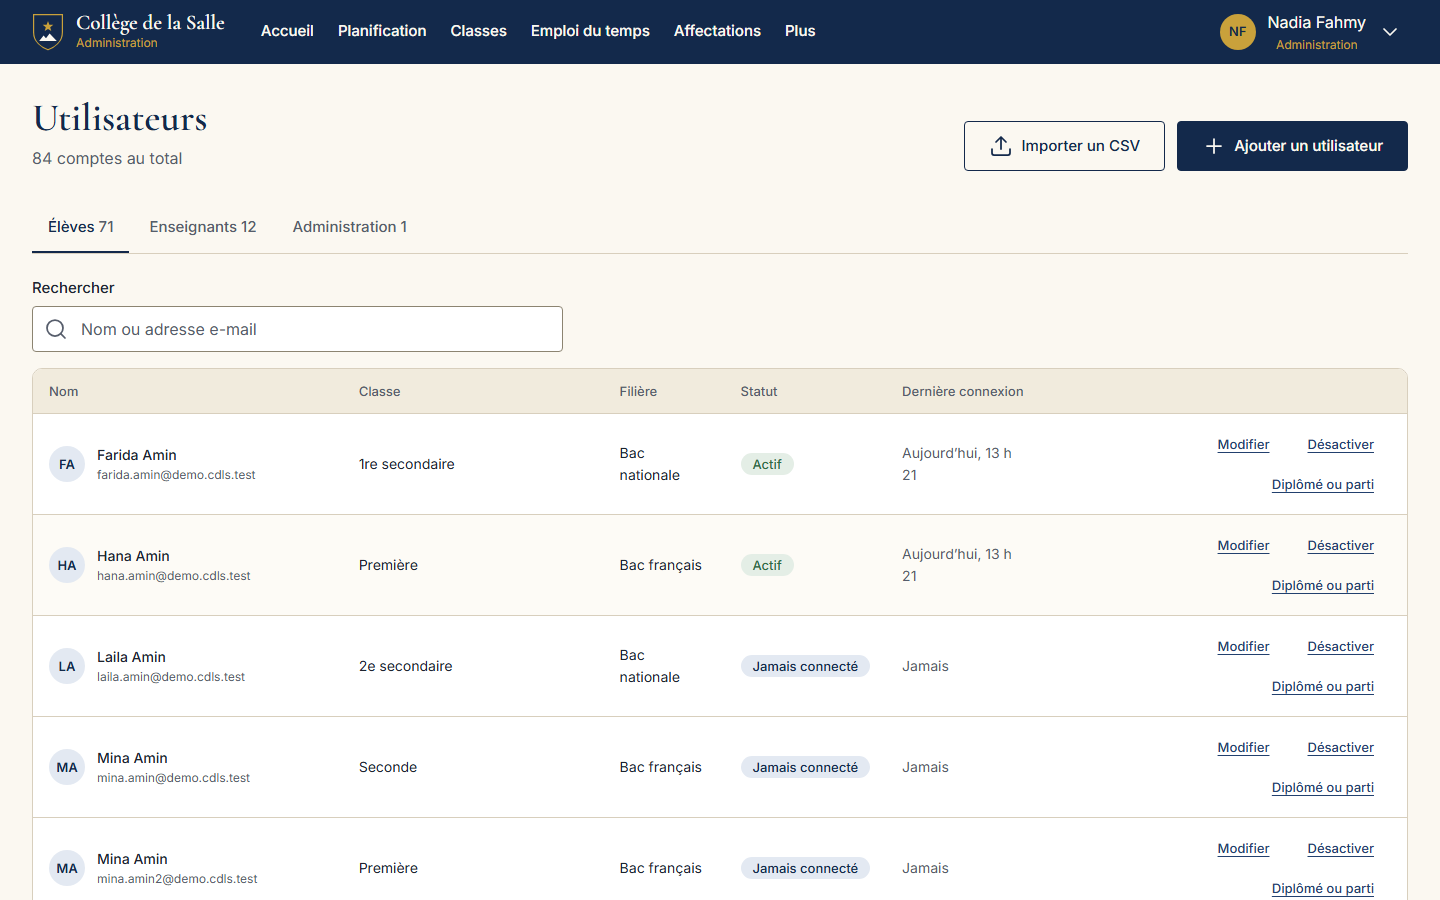 Collège de la Salle
Administration
Accueil
Planification
Classes
Emploi du temps
Affectations
Plus
NF
Nadia Fahmy
Administration
Utilisateurs
84 comptes au total
Importer un CSV
Ajouter un utilisateur
Élèves 71
Enseignants 12
Administration 1
Rechercher
Nom ou adresse e-mail
Nom
Classe
Filière
Statut
Dernière connexion
FA
Farida Amin
farida.amin@demo.cdls.test
1re secondaire
Bac
nationale
Actif
Aujourd’hui, 13 h
21
Modifier
Désactiver
Diplômé ou parti
HA
Hana Amin
hana.amin@demo.cdls.test
Première
Bac français
Actif
Aujourd’hui, 13 h
21
Modifier
Désactiver
Diplômé ou parti
LA
Laila Amin
laila.amin@demo.cdls.test
2e secondaire
Bac
nationale
Jamais connecté
Jamais
Modifier
Désactiver
Diplômé ou parti
MA
Mina Amin
mina.amin@demo.cdls.test
Seconde
Bac français
Jamais connecté
Jamais
Modifier
Désactiver
Diplômé ou parti
MA
Mina Amin
mina.amin2@demo.cdls.test
Première
Bac français
Jamais connecté
Jamais
Modifier
Désactiver
Diplômé ou parti